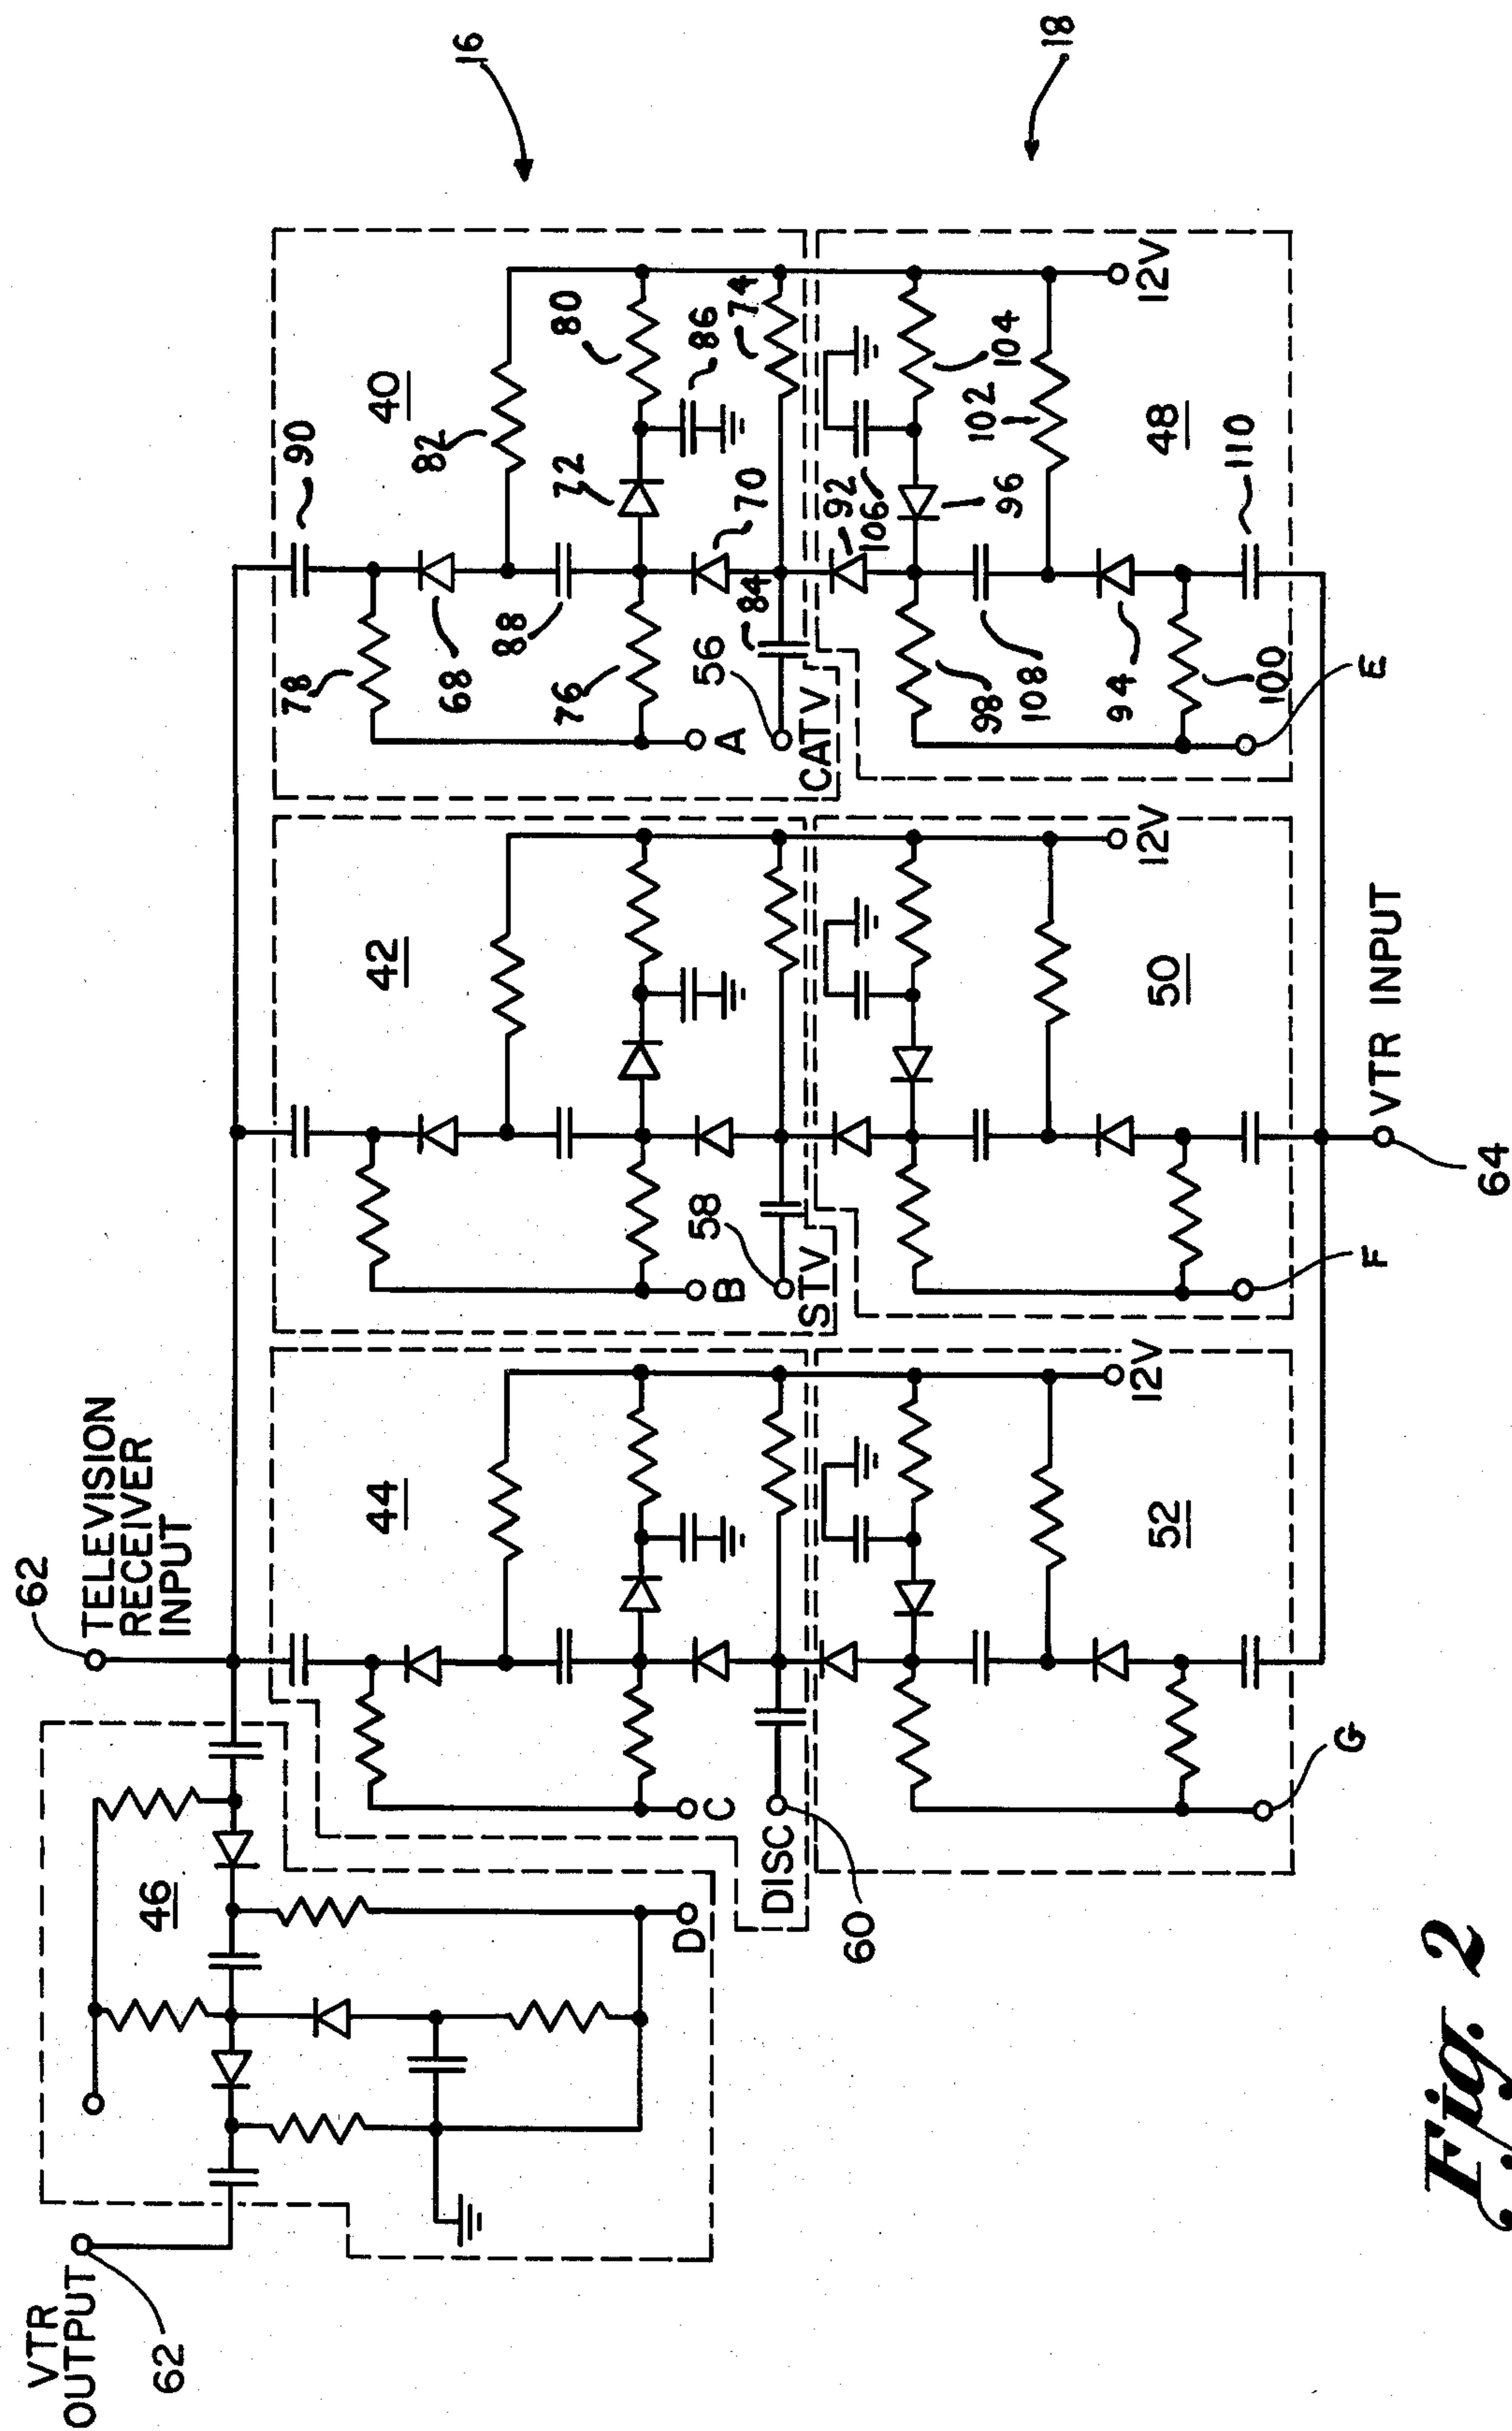 VTR
OUTPUT
62
62
TELEVISION
RECEIVER
INPUT
46
D
44
C
DISC
60
12V
52
G
42
B
STV
58
12V
50
F
VTR INPUT
64
16
40
90
82
80
78
68
88
72
86
74
76
70
84
56
A
CATV
18
12V
92
106
96
104
102
98
108
94
100
110
48
E
Fig. 2